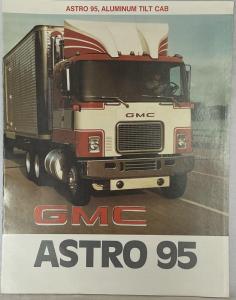 ASTRO 95, ALUMINUM TILT CAB
GMC
GMC
ASTRO 95